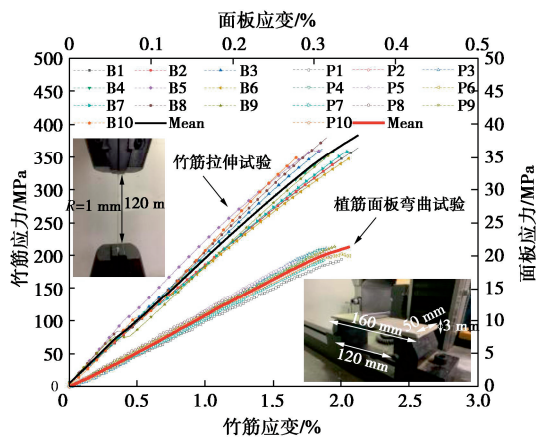 面板应变/%
0 0.1 0.2 0.3 0.4 0.5
500 50
B1 B2 B3 P1 P2 P3
450 45
B4 B5 B6 P4 P5 P6
B7 B8 B9 P7 P8 P9
400 40
B10 Mean P10 Mean
350 35
竹筋拉伸试验
300 30
R=1 mm 120 m
植筋面板弯曲试验
250 25
200 20
150 15
50 mm
160 mm 3 mm
100 10
120 mm
50 5
0 0
0 0.5 1.0 1.5 2.0 2.5 3.0
竹筋应变/%
竹筋应力/MPa
面板应力/MPa